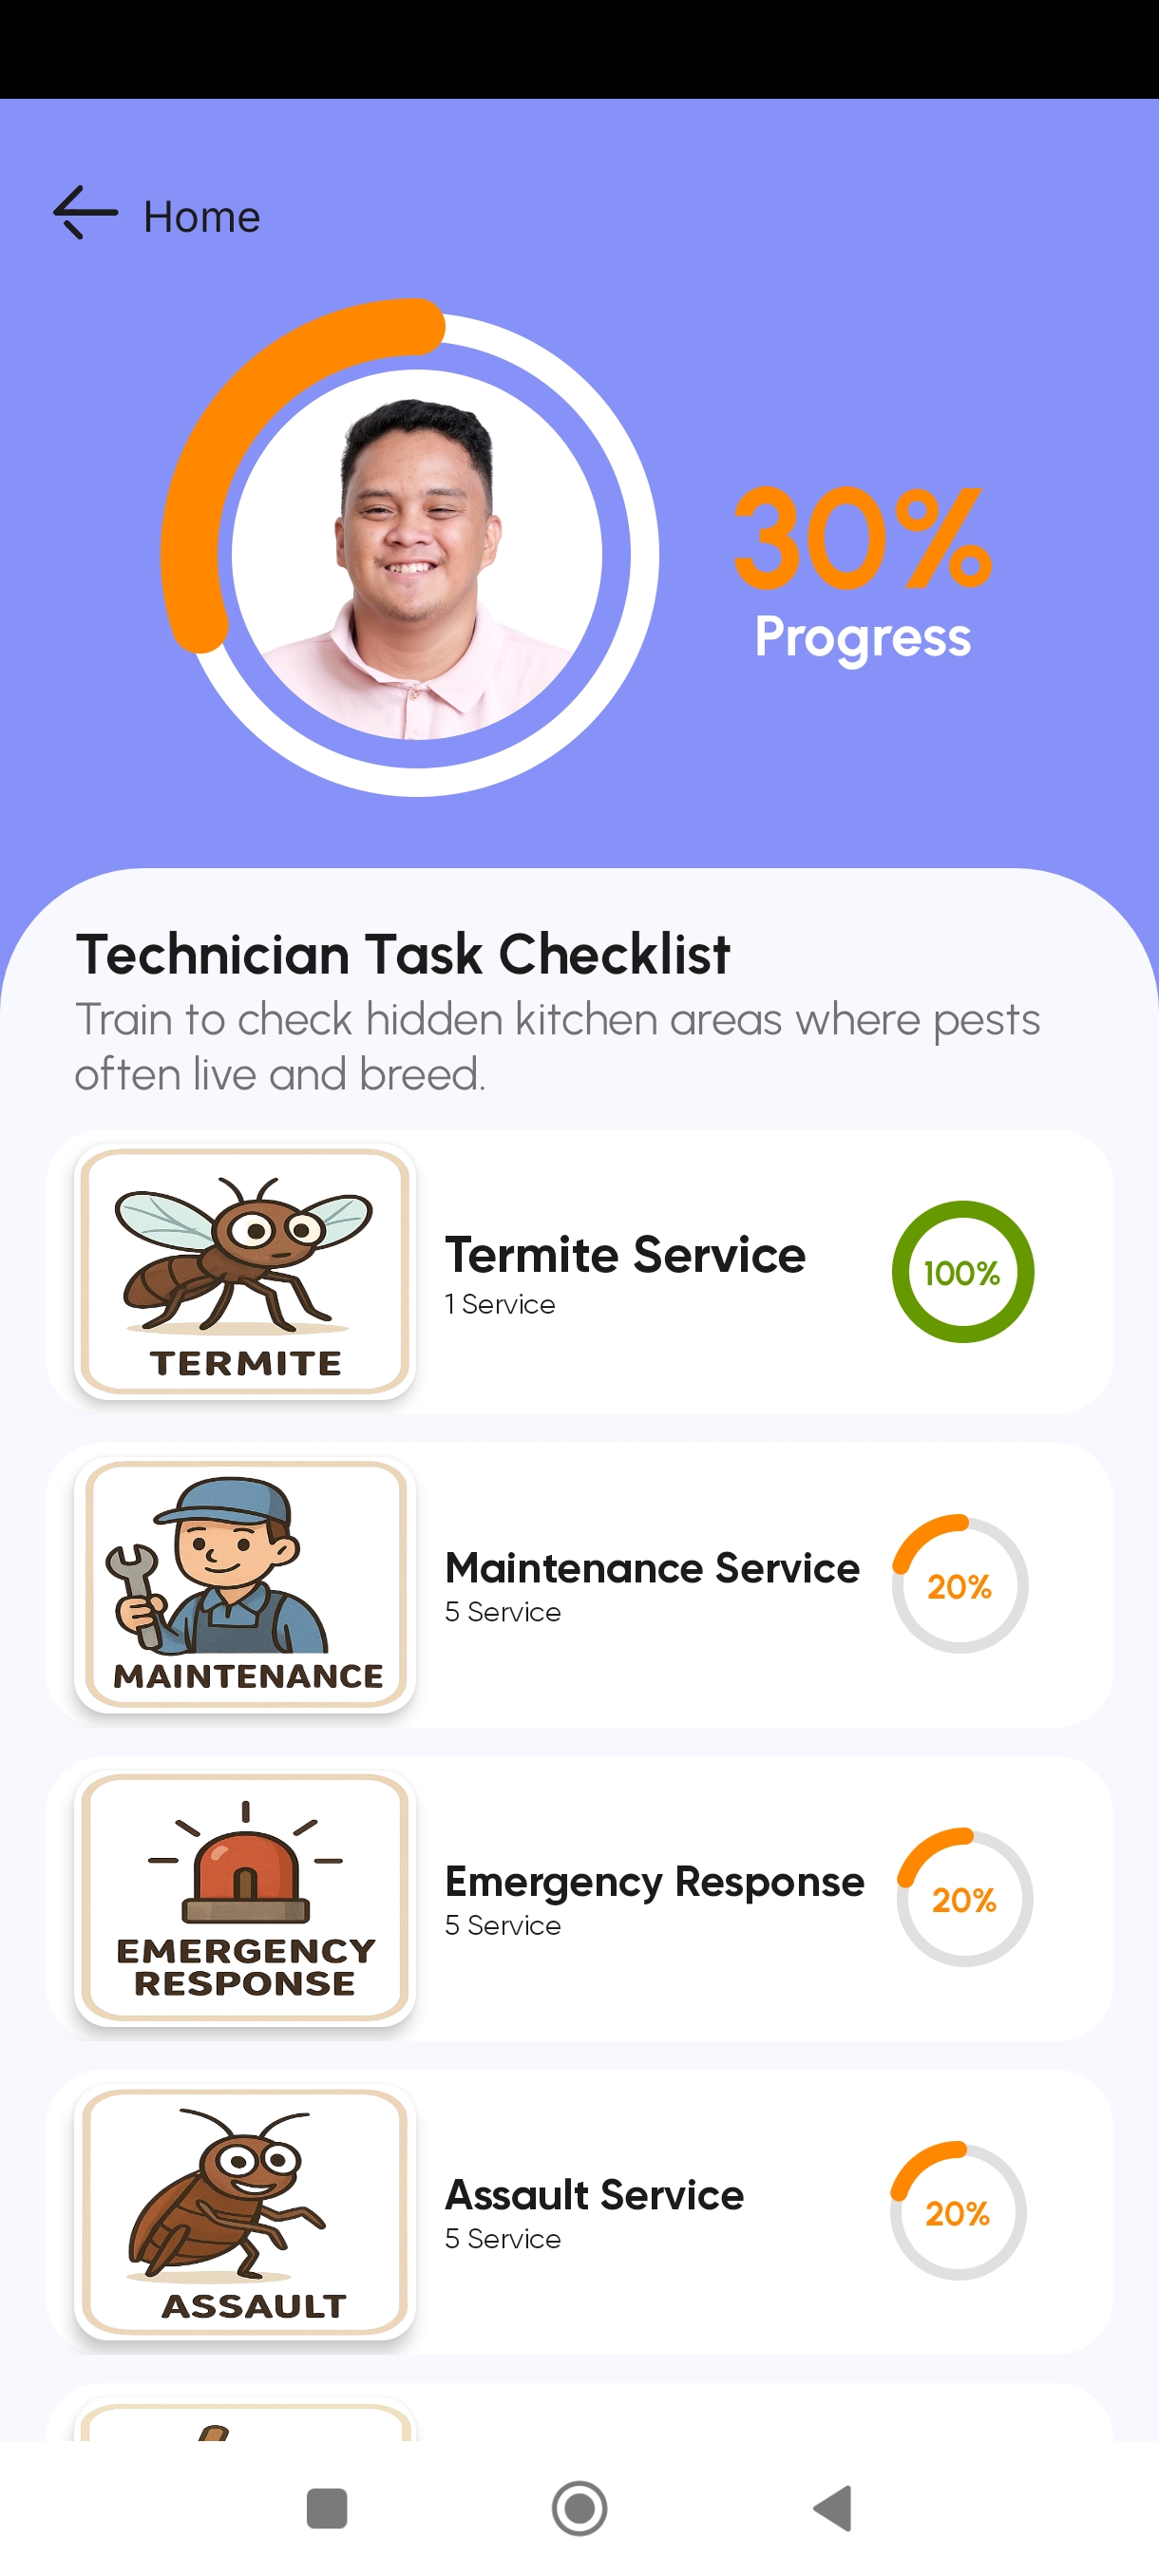 Home
30%
Progress
Technician Task Checklist
Train to check hidden kitchen areas where pests
often live and breed.
TERMITE
Termite Service
1 Service
100%
MAINTENANCE
Maintenance Service
5 Service
20%
EMERGENCY
RESPONSE
Emergency Response
5 Service
20%
ASSAULT
Assault Service
5 Service
20%